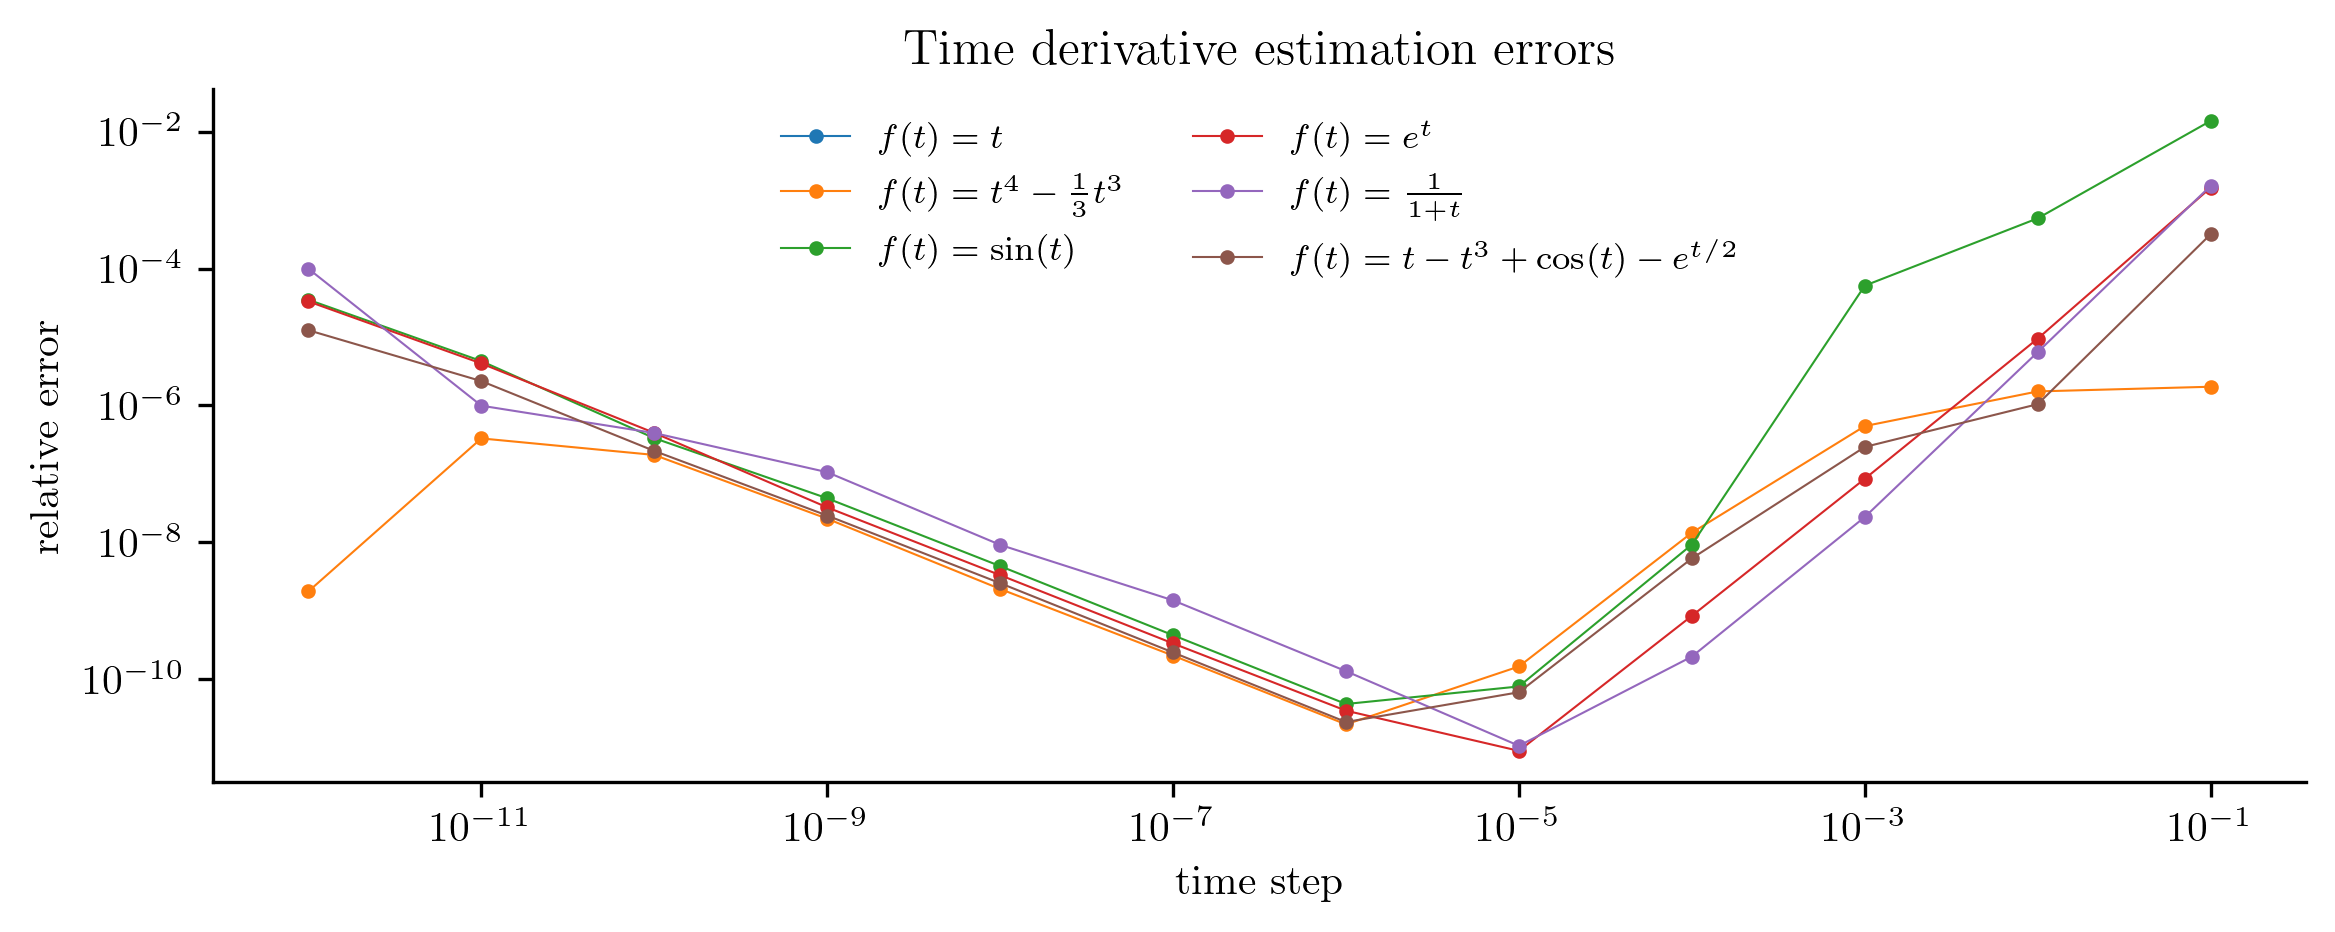 Time derivative estimation errors
f(t) = t
f(t) = t⁴ − 1/3 t³
f(t) = sin(t)
f(t) = eᵗ
f(t) = 1/(1+t)
f(t) = t − t³ + cos(t) − e^{t/2}
relative error
10⁻²
10⁻⁴
10⁻⁶
10⁻⁸
10⁻¹⁰
10⁻¹¹ 10⁻⁹ 10⁻⁷ 10⁻⁵ 10⁻³ 10⁻¹
time step